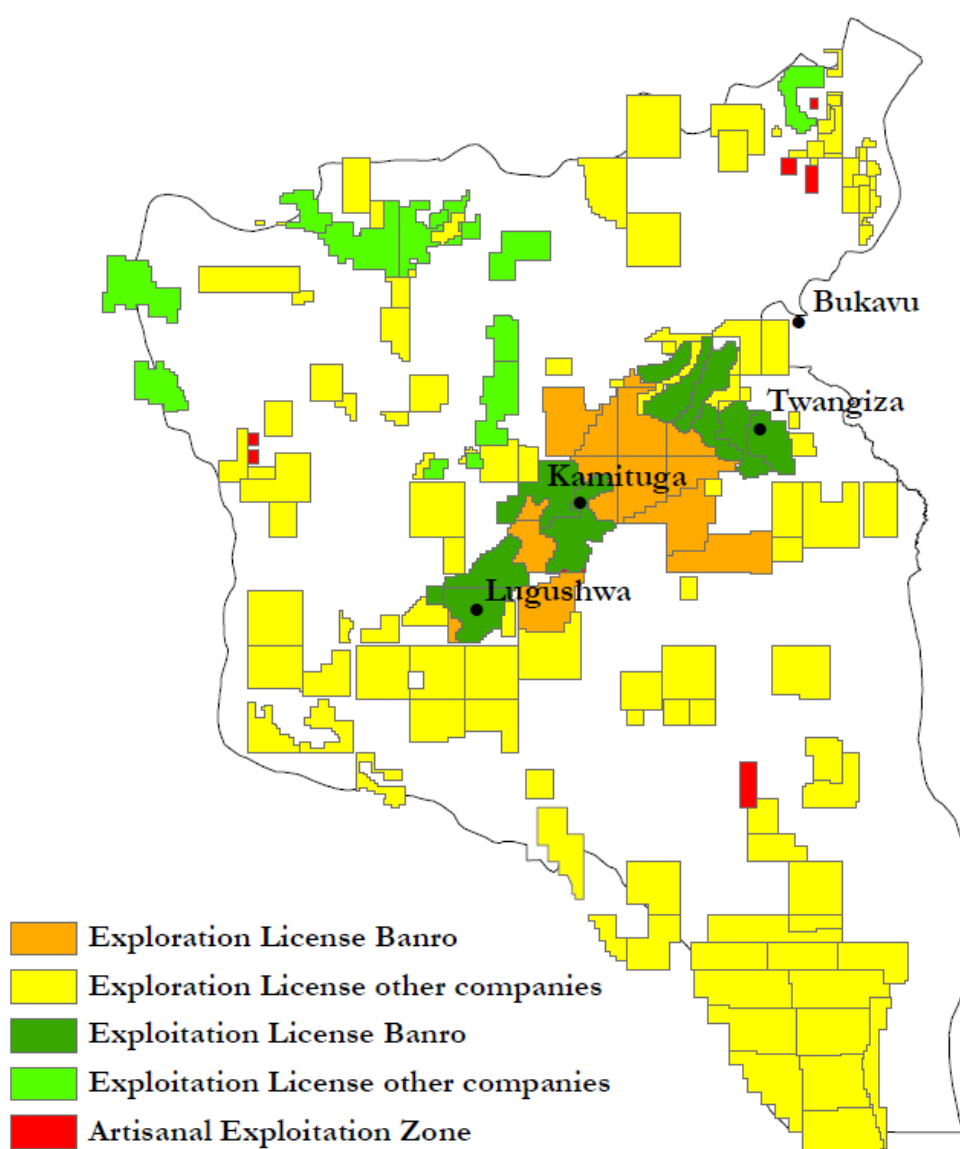 Bukavu
Twangiza
Kamituga
Lugushwa
Exploration License Banro
Exploration License other companies
Exploitation License Banro
Exploitation License other companies
Artisanal Exploitation Zone